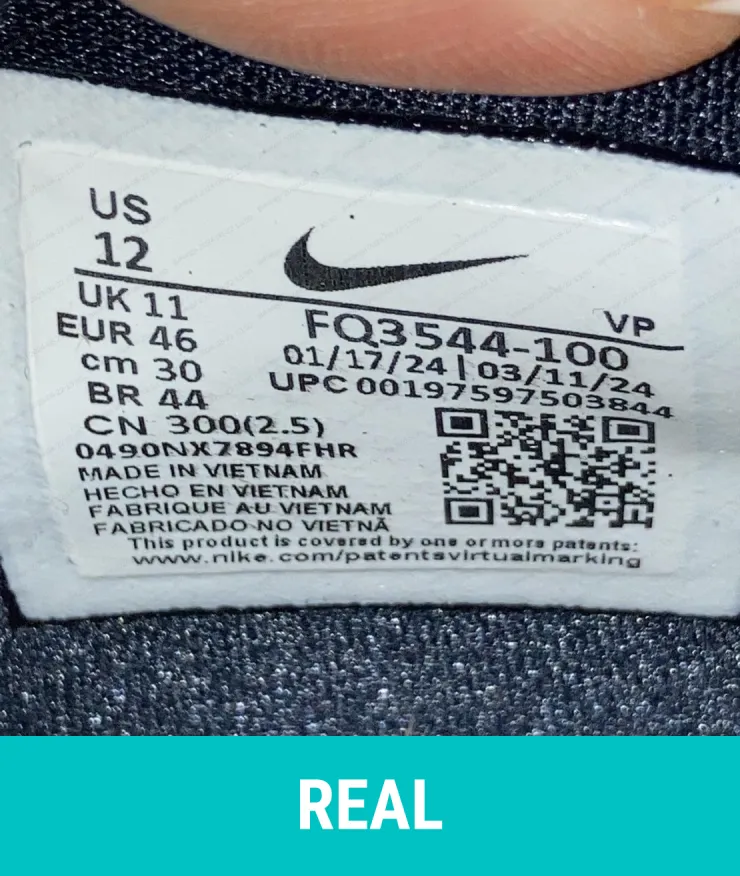 US
12
UK 11
EUR 46
cm 30
BR 44
CN 300(2.5)
VP
FQ3544-100
01/17/24|03/11/24
UPC 00197597503844
0490NX7894FHR
MADE IN VIETNAM
HECHO EN VIETNAM
FABRIQUE AU VIETNAM
FABRICADO NO VIETNÃ
This product is covered by one or more patents:
www.nike.com/patentsvirtualmarking
REAL